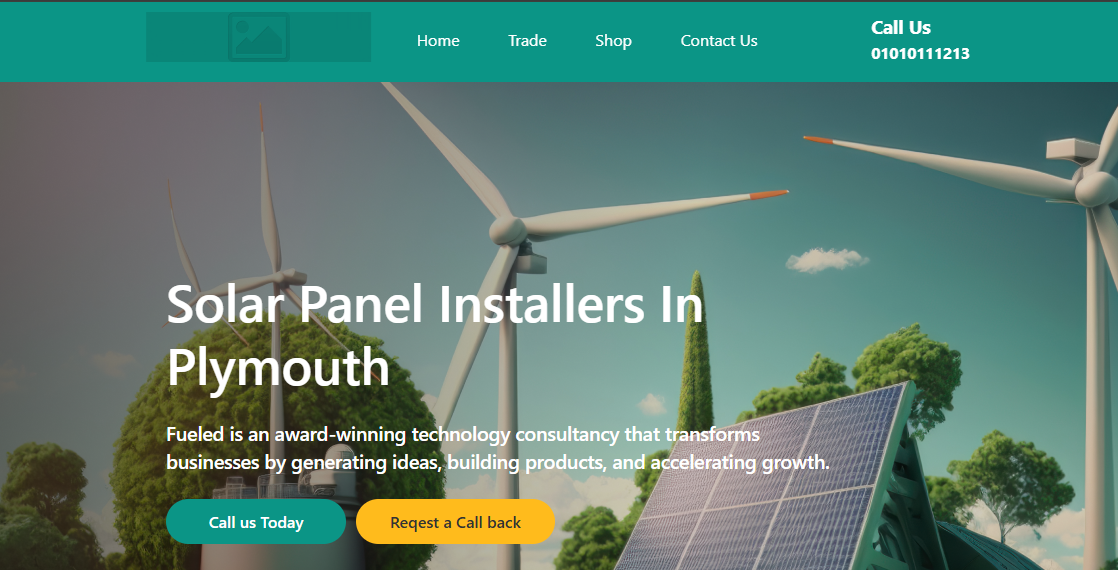 Home Trade Shop Contact Us
Call Us
01010111213
Solar Panel Installers In
Plymouth
Fueled is an award-winning technology consultancy that transforms
businesses by generating ideas, building products, and accelerating growth.
Call us Today
Reqest a Call back